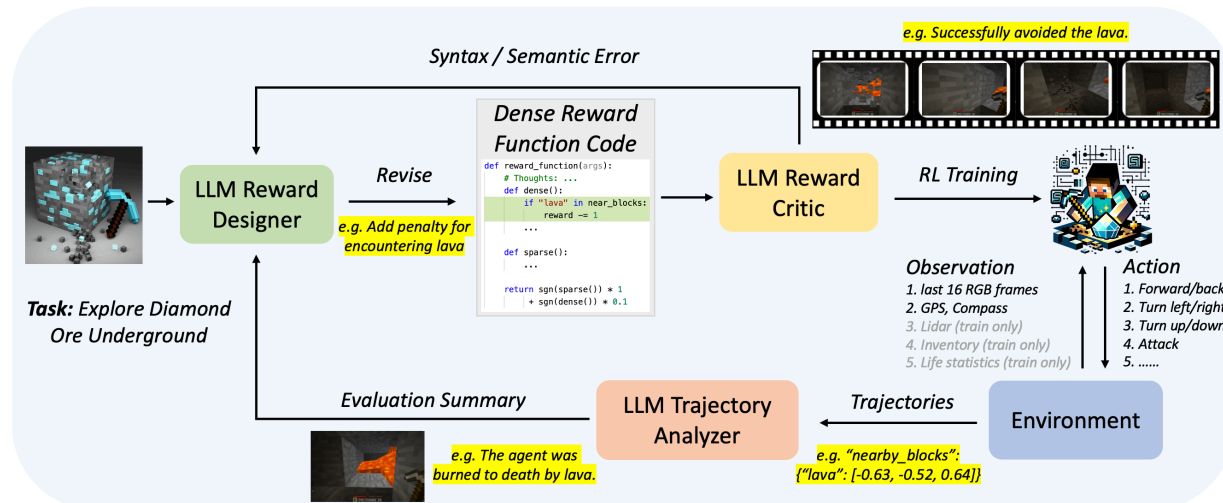 e.g. Successfully avoided the lava.
Syntax / Semantic Error
Dense Reward
Function Code
def reward_function(args):
# Thoughts: ...
def dense():
if "lava" in near_blocks:
reward -= 1
...
def sparse():
...
return sgn(sparse()) * 1
+ sgn(dense()) * 0.1
LLM Reward
Designer
Revise
e.g. Add penalty for
encountering lava
LLM Reward
Critic
RL Training
Task: Explore Diamond
Ore Underground
Observation
1. last 16 RGB frames
2. GPS, Compass
3. Lidar (train only)
4. Inventory (train only)
5. Life statistics (train only)
Action
1. Forward/back
2. Turn left/right
3. Turn up/down
4. Attack
5. ......
Evaluation Summary
e.g. The agent was
burned to death by lava.
LLM Trajectory
Analyzer
Trajectories
e.g. “nearby_blocks”:
{“lava”: [-0.63, -0.52, 0.64]}
Environment